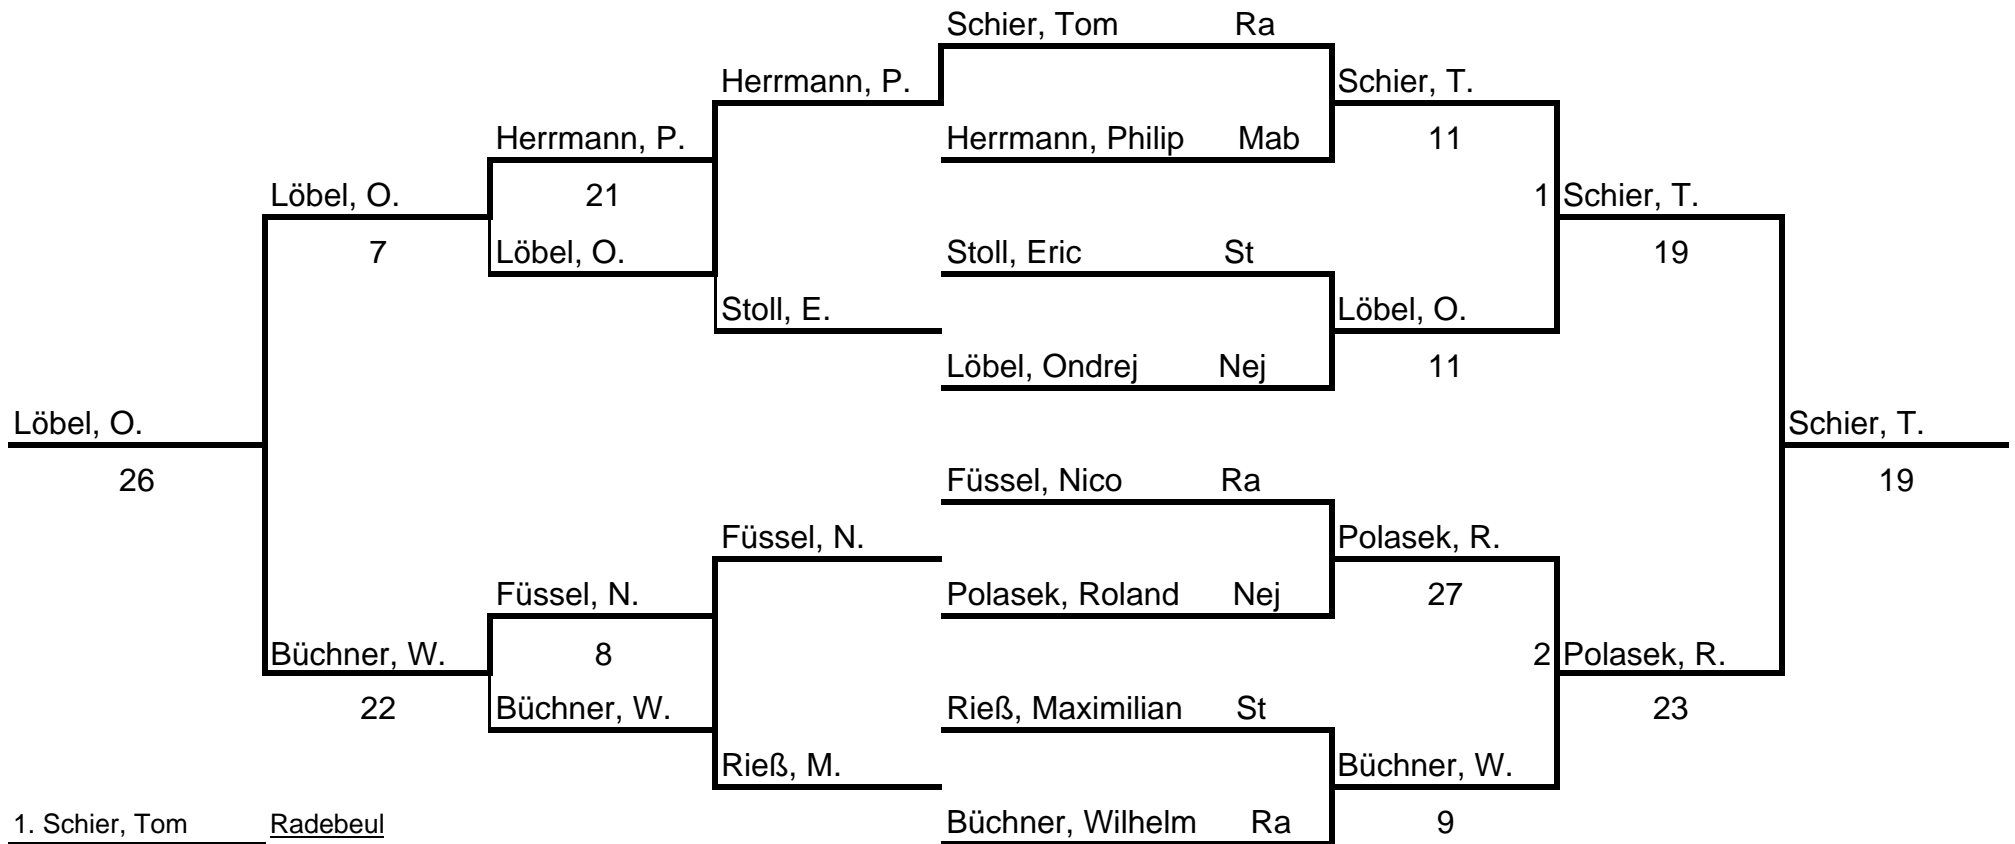 Schier, Tom Ra
Herrmann, P. Schier, T.
Herrmann, P. Herrmann, Philip Mab 11
Löbel, O. 21 1 Schier, T.
7 Löbel, O. Stoll, Eric St 19
Stoll, E. Löbel, O.
Löbel, Ondrej Nej 11
Löbel, O. Schier, T.
26 Füssel, Nico Ra 19
Füssel, N. Polasek, R.
Füssel, N. Polasek, Roland Nej 27
Büchner, W. 8 2 Polasek, R.
22 Büchner, W. Rieß, Maximilian St 23
Rieß, M. Büchner, W.
1. Schier, Tom Radebeul Büchner, Wilhelm Ra 9